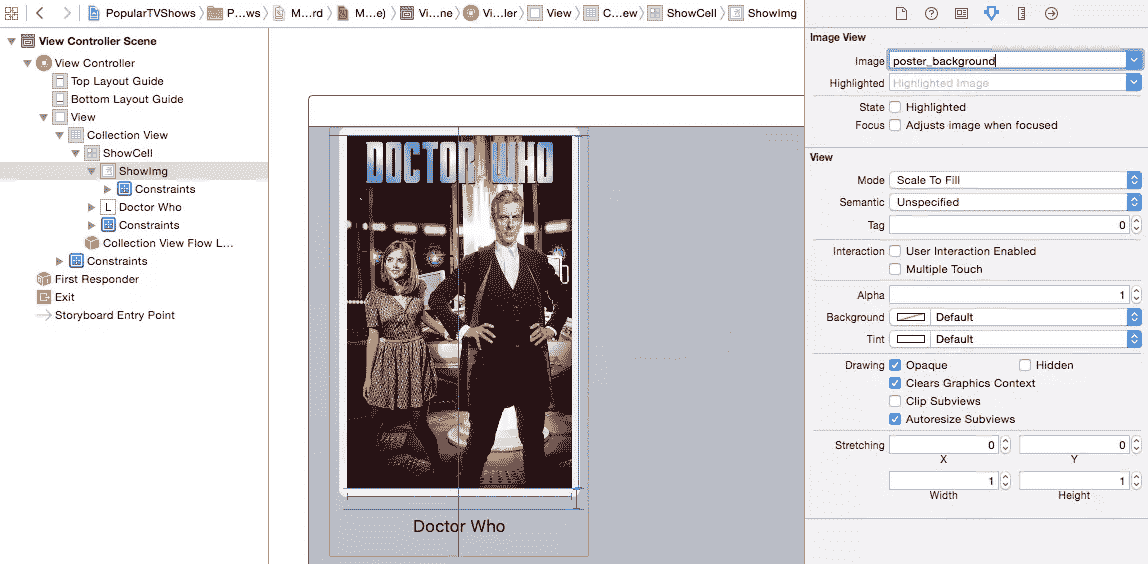 PopularTVShows P...ws M...rd M...e) Vi...ne Vi...ler View C...ew ShowCell ShowImg
View Controller Scene
View Controller
Top Layout Guide
Bottom Layout Guide
View
Collection View
ShowCell
ShowImg
Constraints
L Doctor Who
Constraints
Collection View Flow L...
Constraints
First Responder
Exit
Storyboard Entry Point
DOCTOR WHO
Doctor Who
Image View
Image poster_background
Highlighted Highlighted Image
State Highlighted
Focus Adjusts image when focused
View
Mode Scale To Fill
Semantic Unspecified
Tag 0
Interaction User Interaction Enabled
Multiple Touch
Alpha 1
Background Default
Tint Default
Drawing Opaque Hidden
Clears Graphics Context
Clip Subviews
Autoresize Subviews
Stretching 0 0
X Y
1 1
Width Height